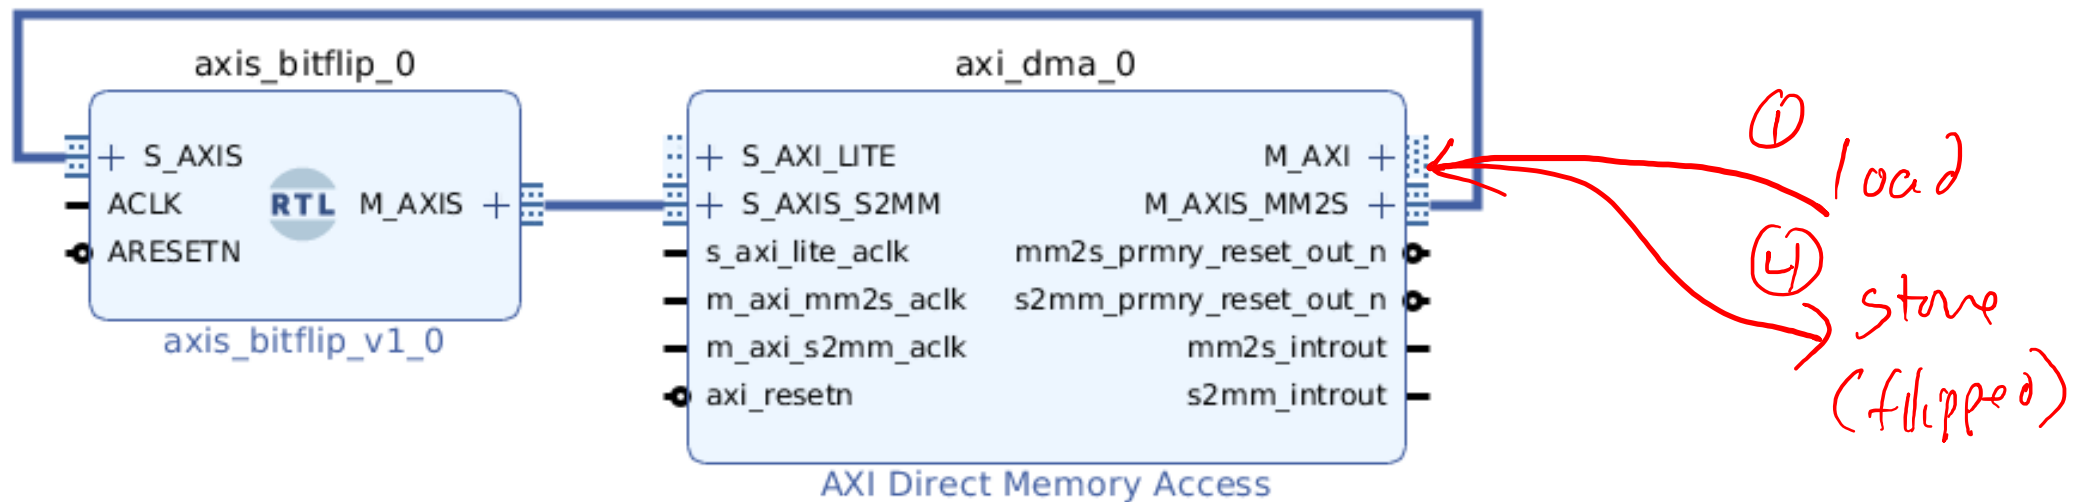 axis_bitflip_0
+ S_AXIS
ACLK
RTL
M_AXIS +
ARESETN
axis_bitflip_v1_0
axi_dma_0
+ S_AXI_LITE
+ S_AXIS_S2MM
s_axi_lite_aclk
m_axi_mm2s_aclk
m_axi_s2mm_aclk
axi_resetn
M_AXI +
M_AXIS_MM2S +
mm2s_prmry_reset_out_n
s2mm_prmry_reset_out_n
mm2s_introut
s2mm_introut
AXI Direct Memory Access
1
load
4
store
(flipped)